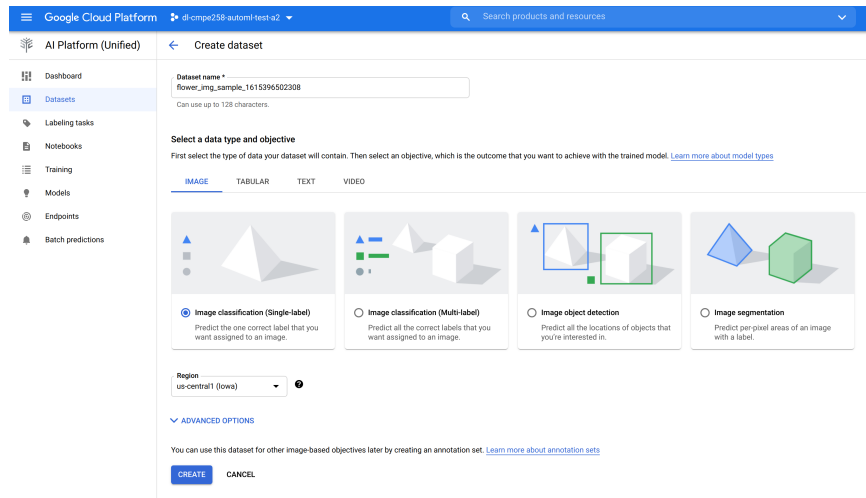 Google Cloud Platform
dl-cmpe258-automl-test-a2
Search products and resources
AI Platform (Unified)
Create dataset
Dashboard
Datasets
Labeling tasks
Notebooks
Training
Models
Endpoints
Batch predictions
Dataset name *
flower_img_sample_1615396502308
Can use up to 128 characters.
Select a data type and objective
First select the type of data your dataset will contain. Then select an objective, which is the outcome that you want to achieve with the trained model. Learn more about model types
IMAGE TABULAR TEXT VIDEO
Image classification (Single-label)
Predict the one correct label that you
want assigned to an image.
Image classification (Multi-label)
Predict all the correct labels that you
want assigned to an image.
Image object detection
Predict all the locations of objects that
you're interested in.
Image segmentation
Predict per-pixel areas of an image
with a label.
Region
us-central1 (Iowa)
ADVANCED OPTIONS
You can use this dataset for other image-based objectives later by creating an annotation set. Learn more about annotation sets
CREATE CANCEL